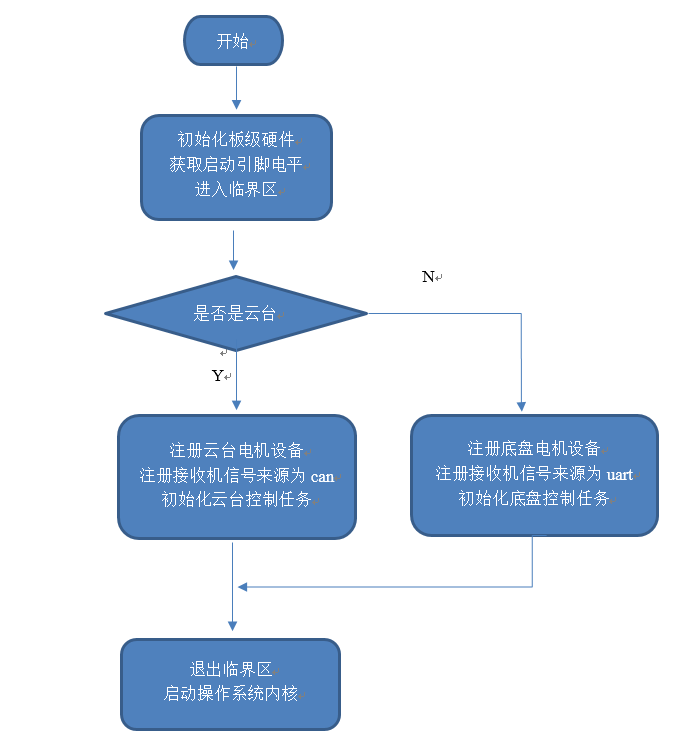 开始
初始化板级硬件
获取启动引脚电平
进入临界区
是否是云台
N
Y
注册云台电机设备
注册接收机信号来源为 can
初始化云台控制任务
注册底盘电机设备
注册接收机信号来源为 uart
初始化底盘控制任务
退出临界区
启动操作系统内核